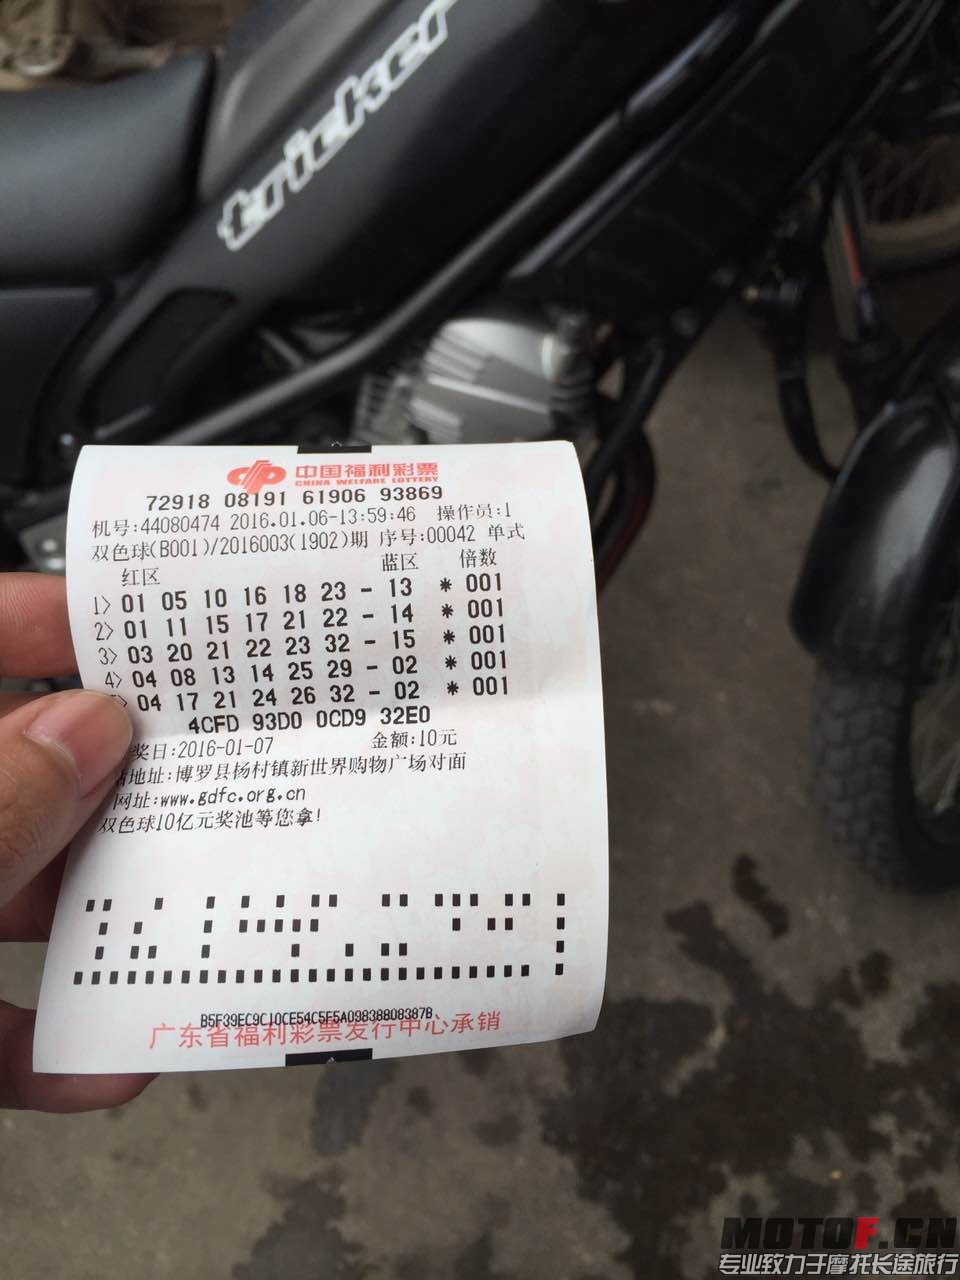 tricker
中国福利彩票
CHINA WELFARE LOTTERY
72918 08191 61906 93869
机号:44080474 2016.01.06-13:59:46 操作员:1
双色球(B001)/2016003(1902)期 序号:00042 单式
红区 蓝区 倍数
1> 01 05 10 16 18 23 - 13 * 001
2> 01 11 15 17 21 22 - 14 * 001
3> 03 20 21 22 23 32 - 15 * 001
4> 04 08 13 14 25 29 - 02 * 001
> 04 17 21 24 26 32 - 02 * 001
4CFD 93D0 0CD9 32E0
奖日:2016-01-07 金额:10元
地址:博罗县杨村镇新世界购物广场对面
网址:www.gdfc.org.cn
双色球10亿元奖池等您拿!
B5F39EC9C10CE54C5F5A09838808387B
广东省福利彩票发行中心承销
MOTOF.CN
专业致力于摩托长途旅行